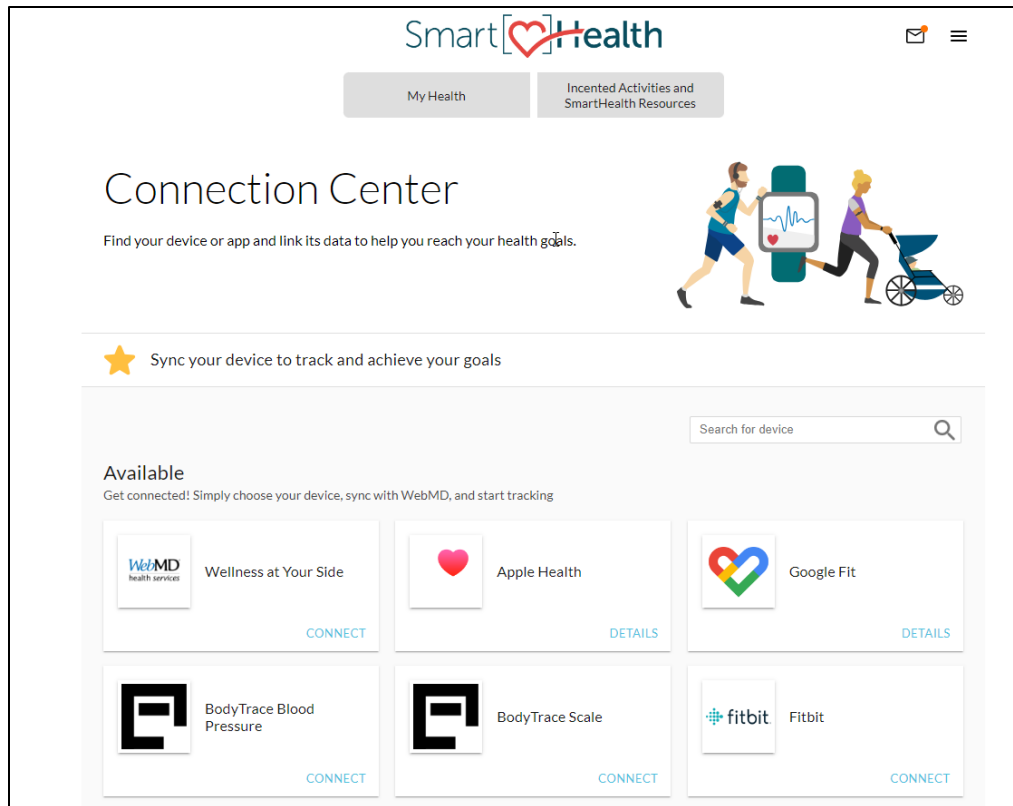 Smart Health
My Health
Incented Activities and
SmartHealth Resources
Connection Center
Find your device or app and link its data to help you reach your health goals.
Sync your device to track and achieve your goals
Search for device
Available
Get connected! Simply choose your device, sync with WebMD, and start tracking
WebMD
health services
Wellness at Your Side
CONNECT
Apple Health
DETAILS
Google Fit
DETAILS
BodyTrace Blood
Pressure
CONNECT
BodyTrace Scale
CONNECT
fitbit
Fitbit
CONNECT